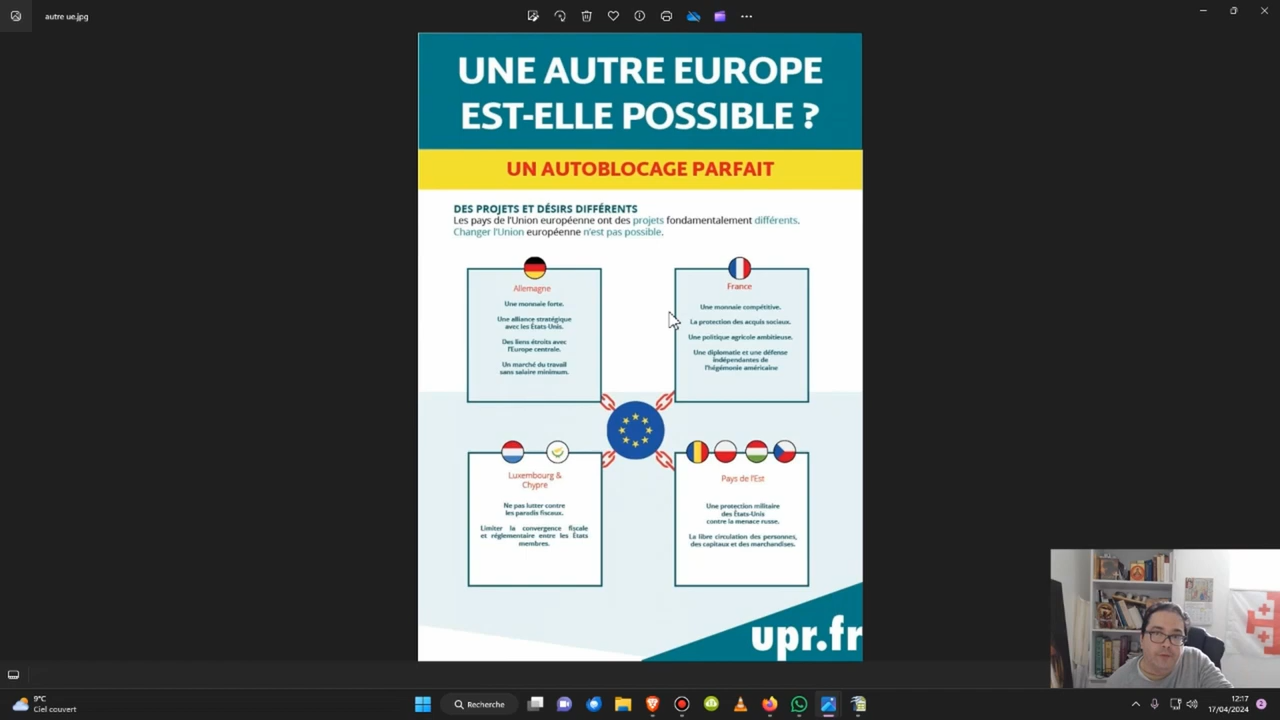 autre ue.jpg
UNE AUTRE EUROPE
EST-ELLE POSSIBLE ?
UN AUTOBLOCAGE PARFAIT
DES PROJETS ET DÉSIRS DIFFÉRENTS
Les pays de l'Union européenne ont des projets fondamentalement différents.
Changer l'Union européenne n'est pas possible.
Allemagne
Une monnaie forte.
Une alliance stratégique
avec les États-Unis.
Des liens étroits avec
l'Europe centrale.
Un marché du travail
sans salaire minimum.
France
Une monnaie compétitive.
La protection des acquis sociaux.
Une politique agricole ambitieuse.
Une diplomatie et une défense
indépendantes de
l'hégémonie américaine
Luxembourg &
Chypre
Ne pas lutter contre
les paradis fiscaux.
Limiter la convergence fiscale
et réglementaire entre les États
membres.
Pays de l'Est
Une protection militaire
des États-Unis
contre la menace russe.
La libre circulation des personnes,
des capitaux et des marchandises.
upr.fr
9°C
Ciel couvert
Recherche
12:17
17/04/2024
2